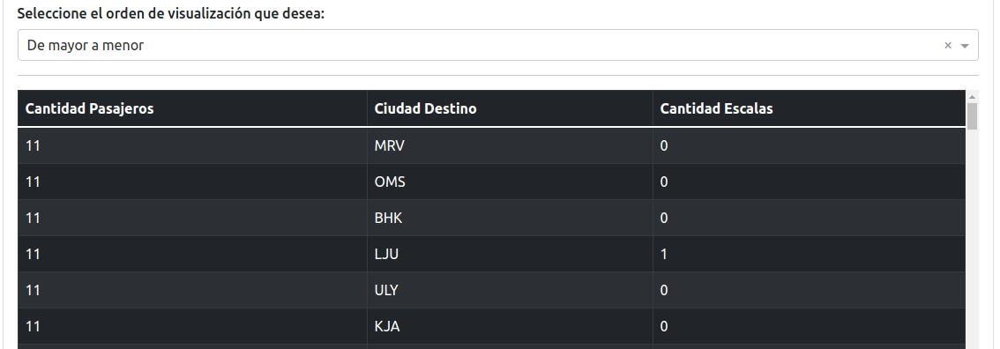 Seleccione el orden de visualización que desea:
De mayor a menor ×
Cantidad Pasajeros Ciudad Destino Cantidad Escalas
11 MRV 0
11 OMS 0
11 BHK 0
11 LJU 1
11 ULY 0
11 KJA 0